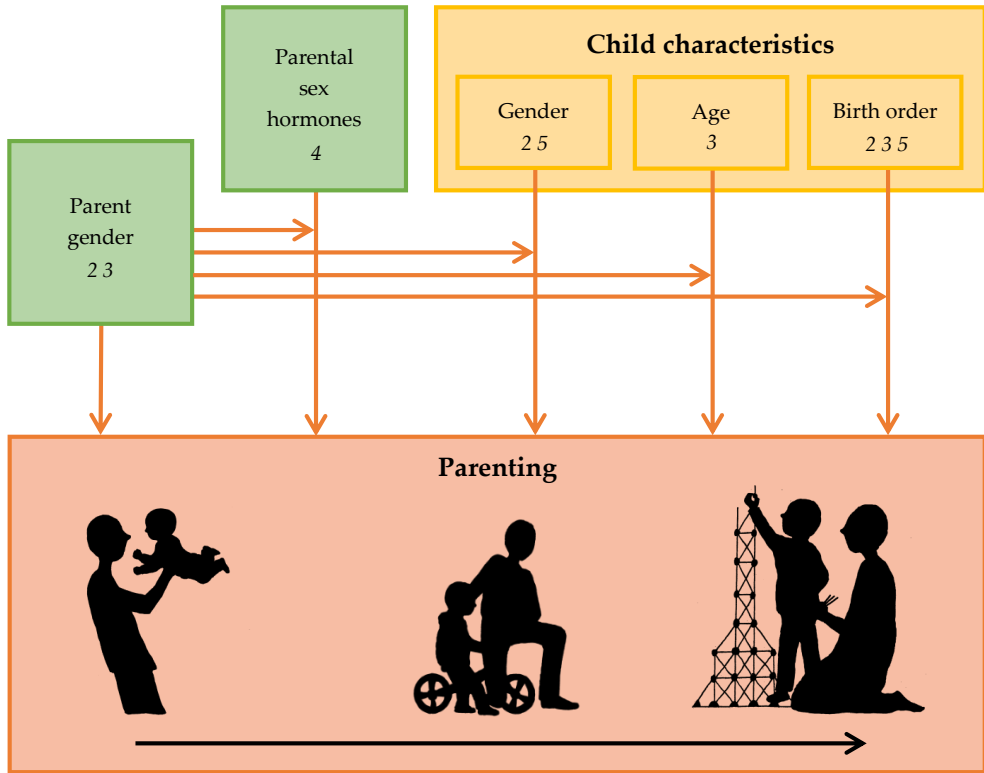 Parental
sex
hormones
4
Child characteristics
Gender
2 5
Age
3
Birth order
2 3 5
Parent
gender
2 3
Parenting